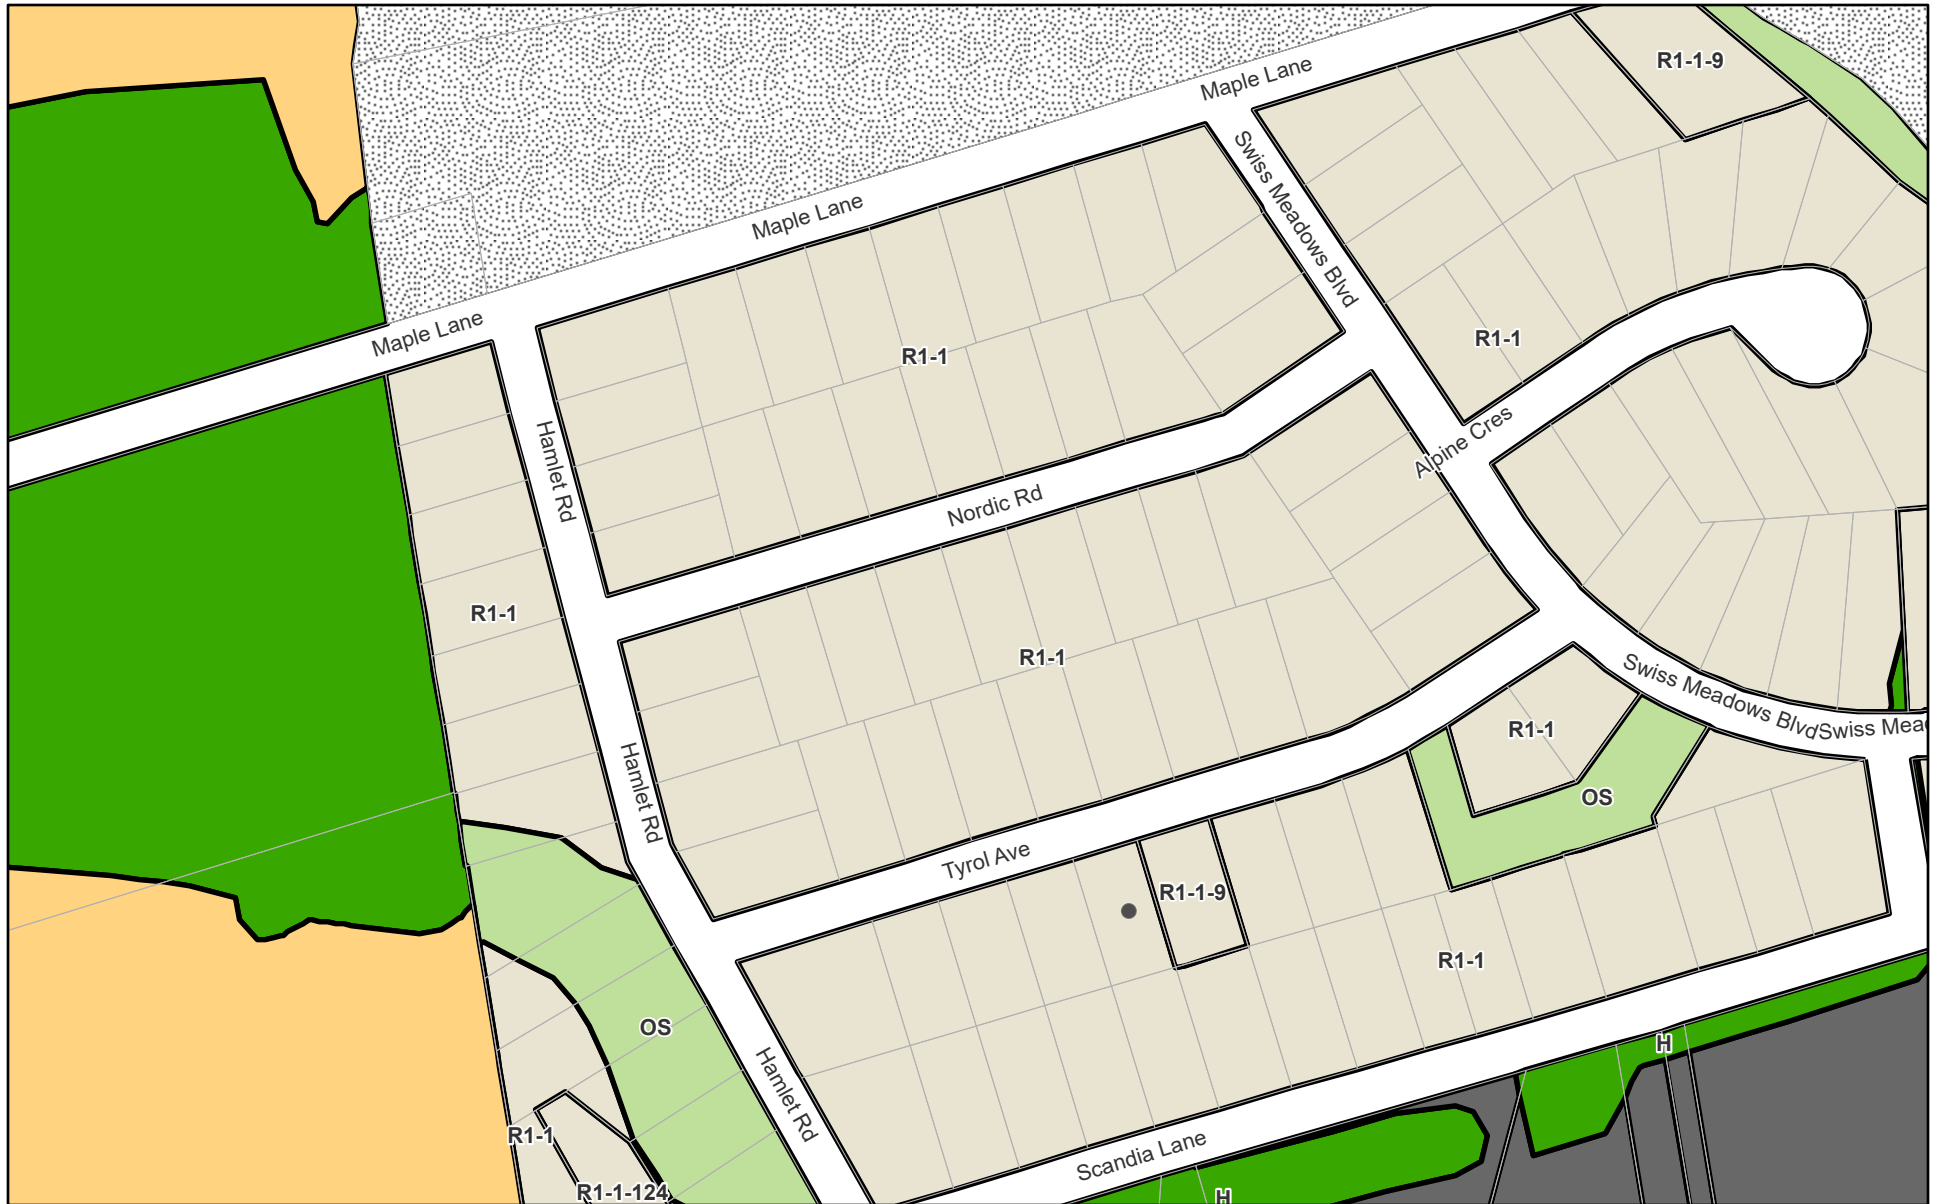 R1-1-9
Maple Lane
Swiss Meadows Blvd
Maple Lane
Maple Lane
R1-1
R1-1
Hamlet Rd
Alpine Cres
Nordic Rd
R1-1
R1-1
Swiss Meadows Blvd
Swiss Mead
R1-1
Hamlet Rd
OS
Tyrol Ave
R1-1-9
R1-1
OS
H
Hamlet Rd
R1-1
Scandia Lane
R1-1-124
H